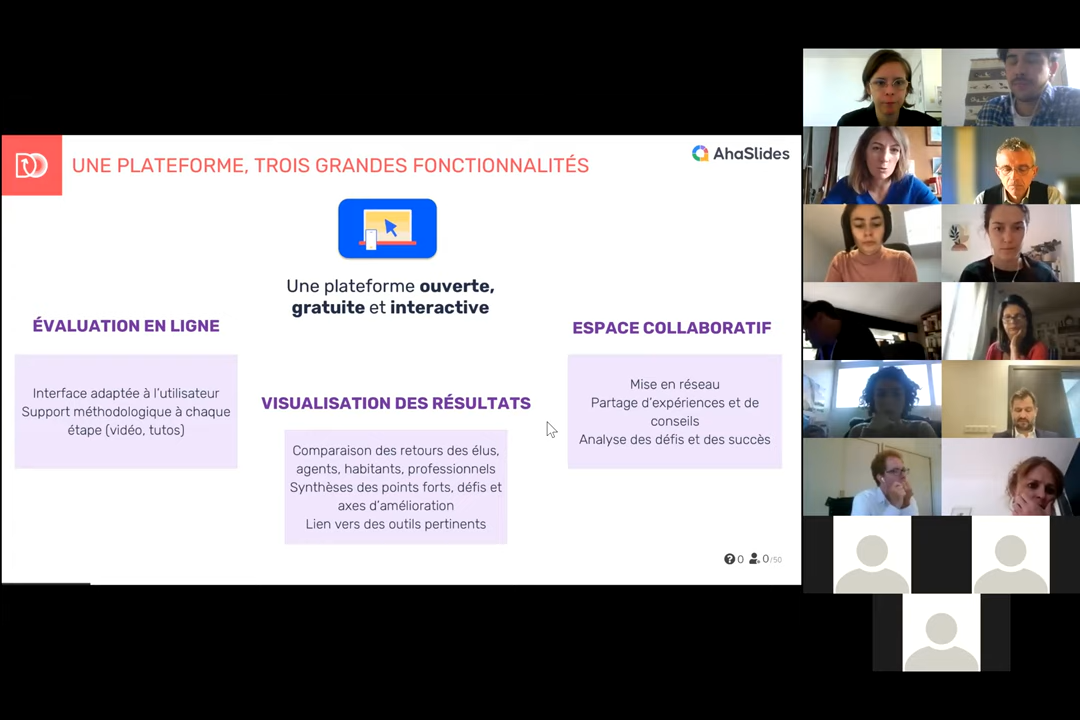 UNE PLATEFORME, TROIS GRANDES FONCTIONNALITÉS
AhaSlides
Une plateforme ouverte,
gratuite et interactive
ÉVALUATION EN LIGNE
Interface adaptée à l’utilisateur
Support méthodologique à chaque
étape (vidéo, tutos)
VISUALISATION DES RÉSULTATS
Comparaison des retours des élus,
agents, habitants, professionnels
Synthèses des points forts, défis et
axes d’amélioration
Lien vers des outils pertinents
ESPACE COLLABORATIF
Mise en réseau
Partage d’expériences et de
conseils
Analyse des défis et des succès
0 0/50